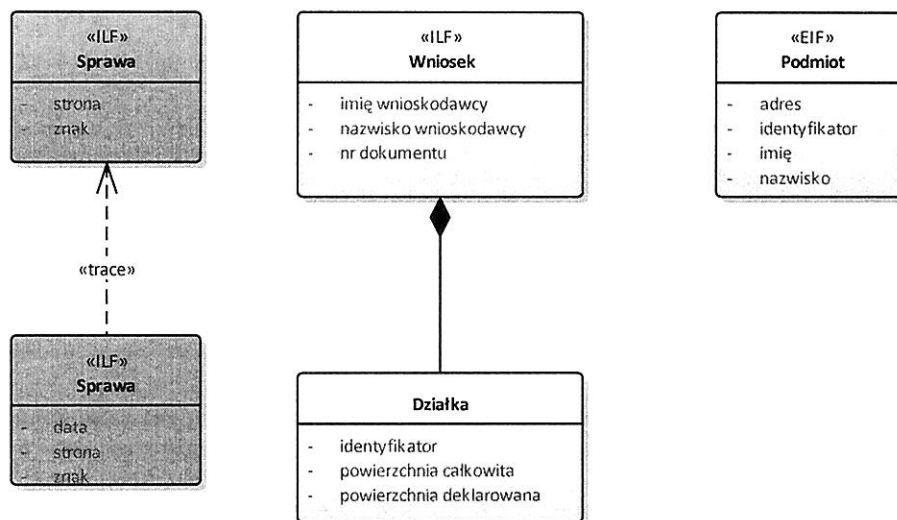 «ILF»
Sprawa
- strona
- znak
«trace»
«ILF»
Sprawa
- data
- strona
- znak
«ILF»
Wniosek
- imię wnioskodawcy
- nazwisko wnioskodawcy
- nr dokumentu
Działka
- identyfikator
- powierzchnia całkowita
- powierzchnia deklarowana
«EIF»
Podmiot
- adres
- identyfikator
- imię
- nazwisko